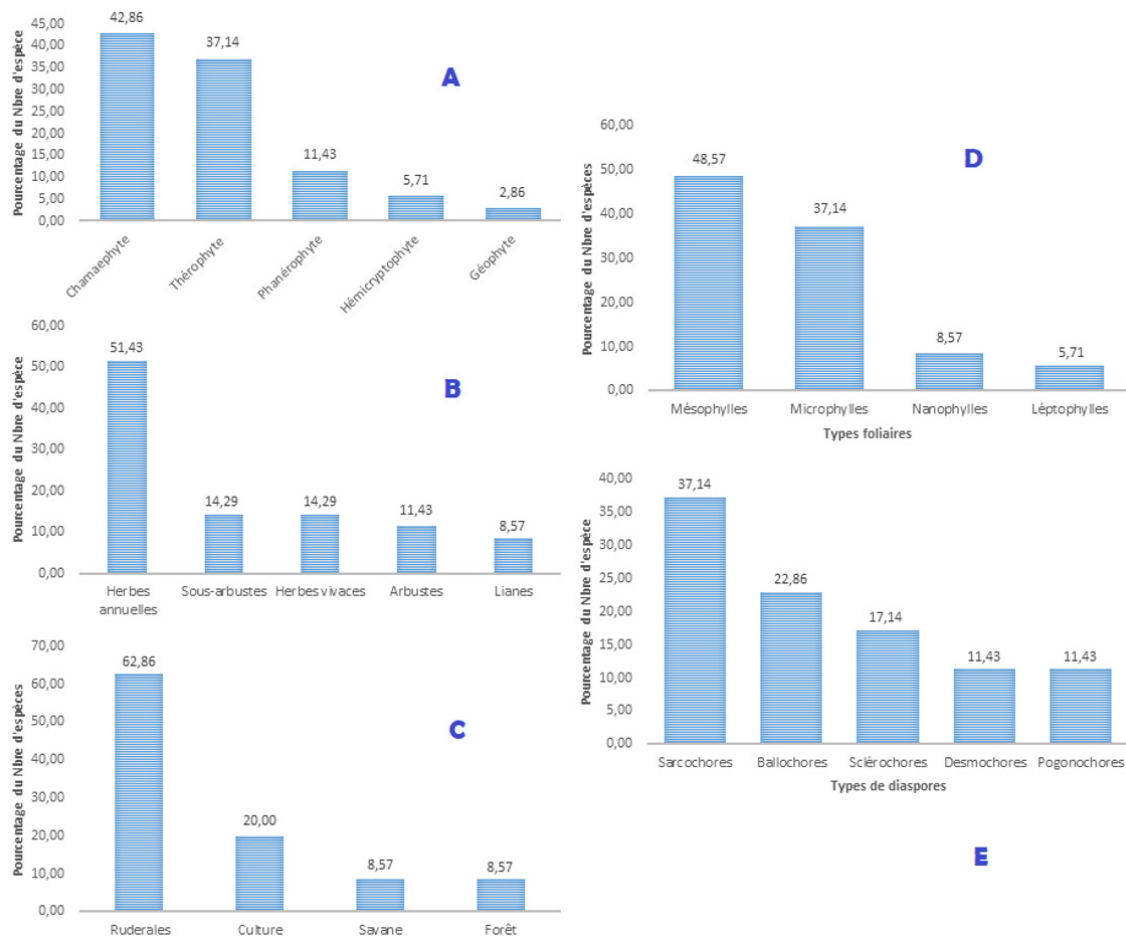 Pourcentage du Nbre d'espèce
45,00
40,00
35,00
30,00
25,00
20,00
15,00
10,00
5,00
0,00
42,86
37,14
11,43
5,71
2,86
A
Chamaephyte
Thérophyte
Phanérophyte
Hémicryptophyte
Géophyte
Pourcentage du Nbre d'espèce
60,00
50,00
40,00
30,00
20,00
10,00
0,00
51,43
14,29
14,29
11,43
8,57
B
Herbes annuelles
Sous-arbustes
Herbes vivaces
Arbustes
Lianes
Pourcentage du Nbre d'espèces
70,00
60,00
50,00
40,00
30,00
20,00
10,00
0,00
62,86
20,00
8,57
8,57
C
Ruderales
Culture
Savane
Forêt
Pourcentage du Nbre d'espèces
60,00
50,00
40,00
30,00
20,00
10,00
0,00
48,57
37,14
8,57
5,71
D
Mésophylles
Microphylles
Nanophylles
Léptophylles
Types foliaires
Pourcentage du Nbre d'espèces
40,00
35,00
30,00
25,00
20,00
15,00
10,00
5,00
0,00
37,14
22,86
17,14
11,43
11,43
Sarcochores
Ballochores
Sclérochores
Desmochores
Pogonochores
Types de diaspores
E